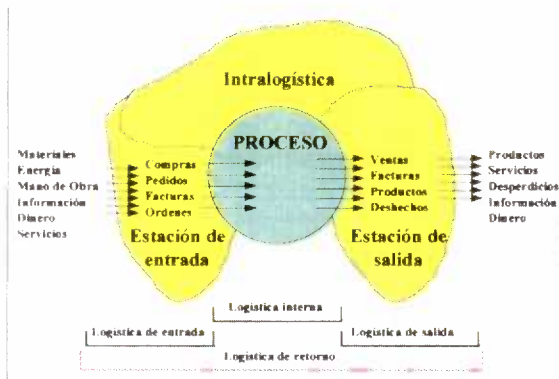 Intralogística
PROCESO
Materiales
Energía
Mano de Obra
Información
Dinero
Servicios
Compras
Pedidos
Facturas
Ordenes
Estación de
entrada
Ventas
Facturas
Productos
Deshechos
Estación de
salida
Productos
Servicios
Desperdicios
Información
Dinero
Logística interna
Logística de entrada
Logística de salida
Logística de retorno